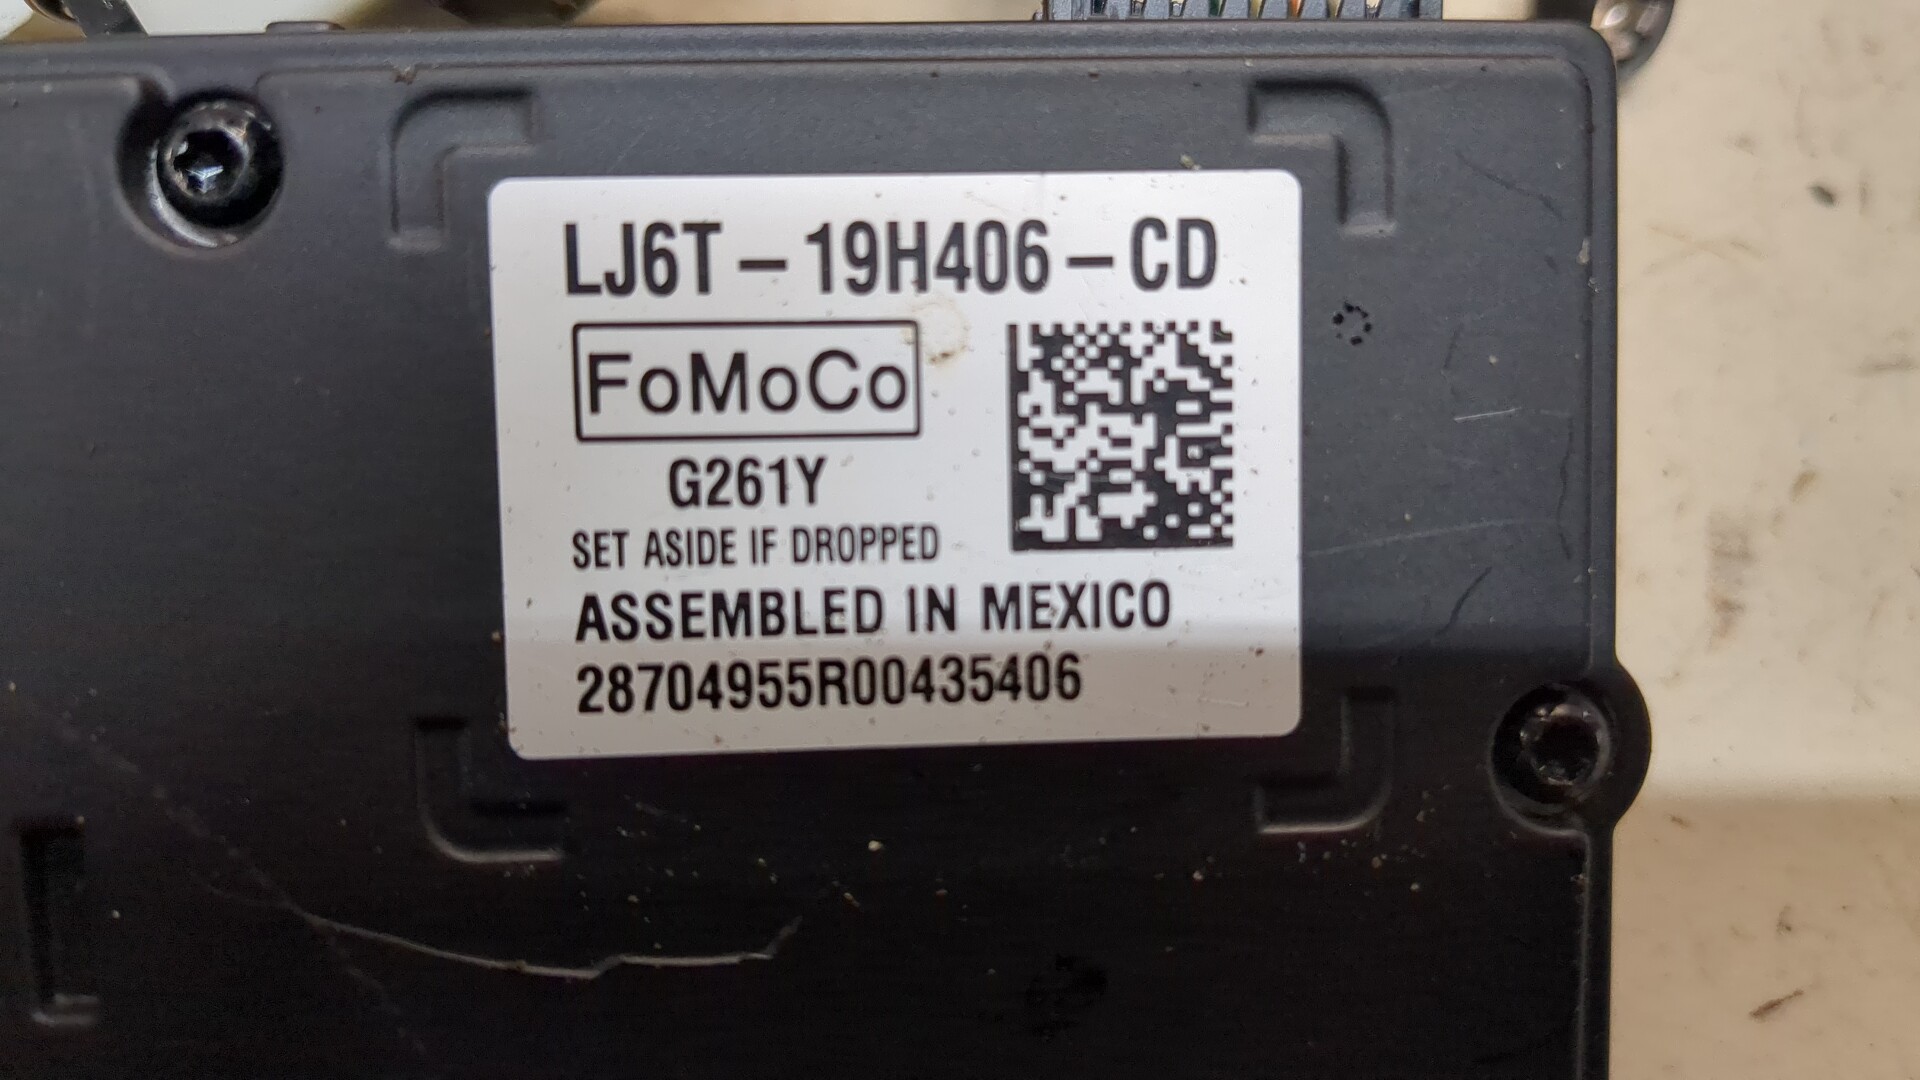 LJ6T-19H406-CD
FoMoCo
G261Y
SET ASIDE IF DROPPED
ASSEMBLED IN MEXICO
28704955R00435406